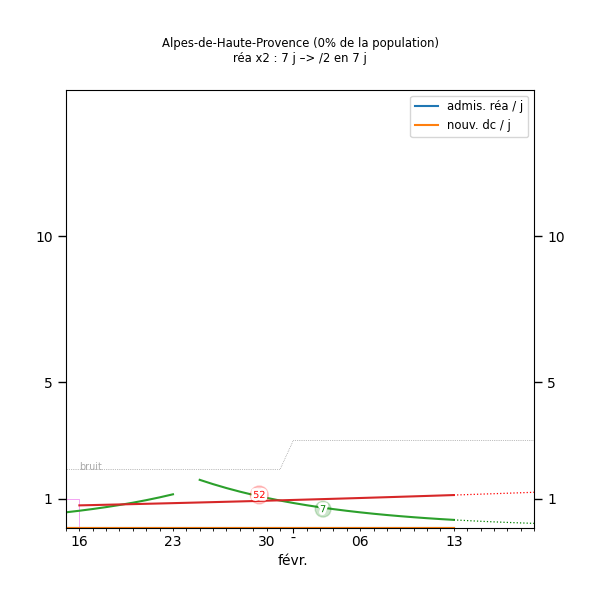 Alpes-de-Haute-Provence (0% de la population)
réa x2 : 7 j –> /2 en 7 j
admis. réa / j
nouv. dc / j
10 10
5 5
bruit
1 52 7 1
16 23 30 - 06 13
févr.